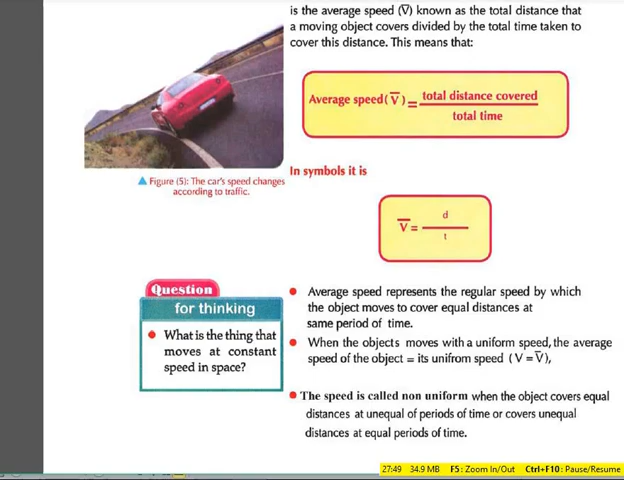 is the average speed (V̅) known as the total distance that
a moving object covers divided by the total time taken to
cover this distance. This means that:
Average speed(V̅)= total distance covered
total time
Figure (5): The car's speed changes
according to traffic.
In symbols it is
V̅ = d
t
Question
for thinking
What is the thing that
moves at constant
speed in space?
Average speed represents the regular speed by which
the object moves to cover equal distances at
same period of time.
When the objects moves with a uniform speed, the average
speed of the object = its unifrom speed (V = V̅),
The speed is called non uniform when the object covers equal
distances at unequal of periods of time or covers unequal
distances at equal periods of time.
27:49 34.9 MB F5: Zoom In/Out Ctrl+F10: Pause/Resume